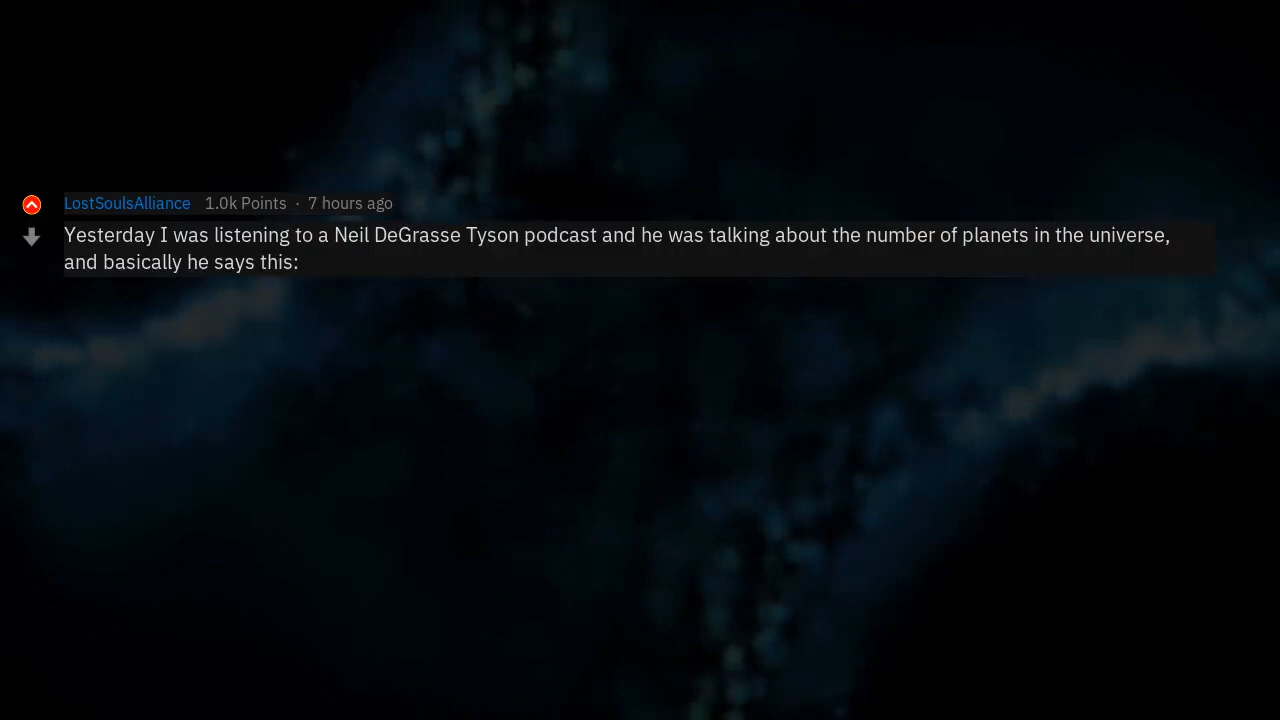 LostSoulsAlliance 1.0k Points · 7 hours ago
Yesterday I was listening to a Neil DeGrasse Tyson podcast and he was talking about the number of planets in the universe,
and basically he says this: